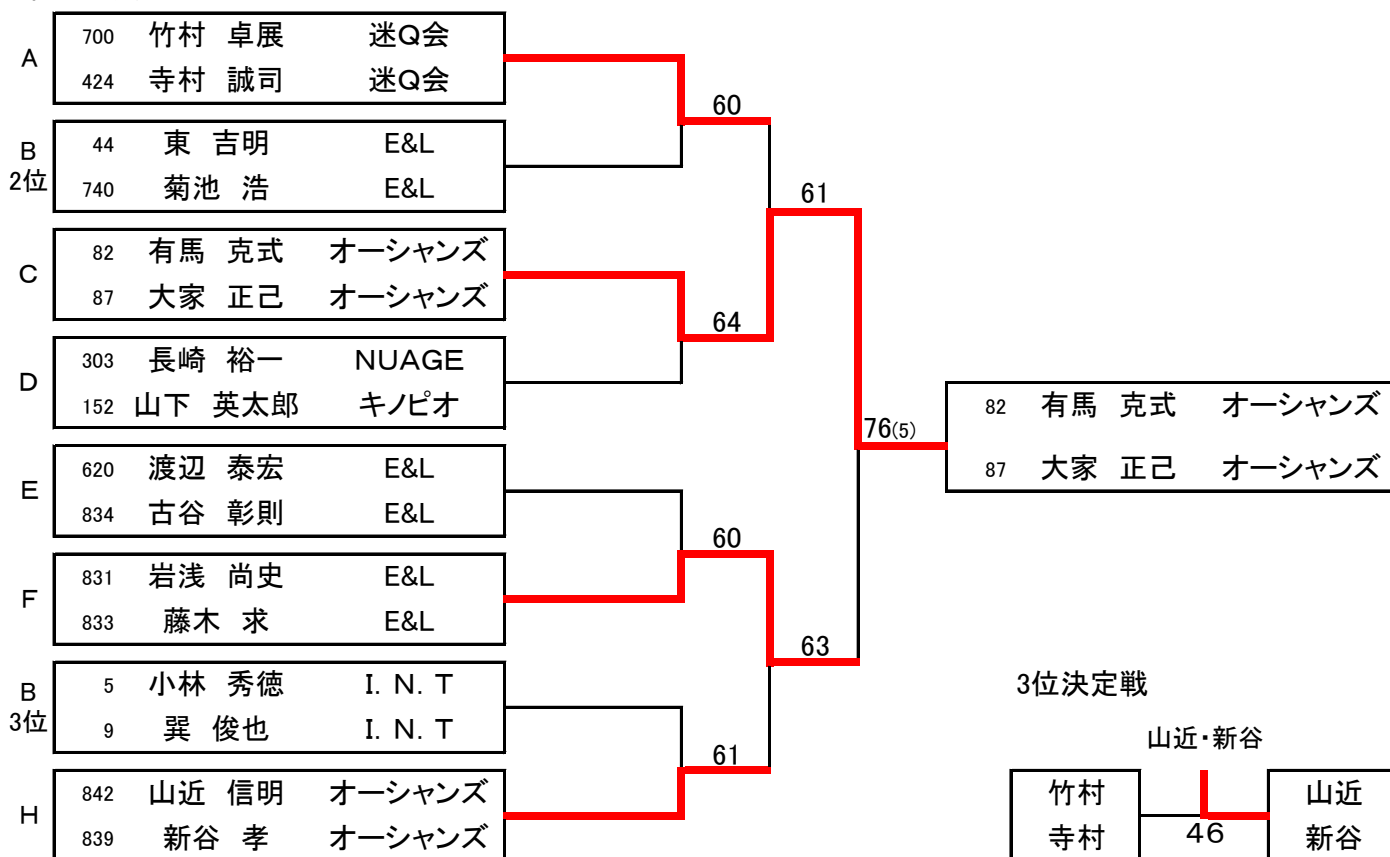 A
700 竹村 卓展 迷Q会
424 寺村 誠司 迷Q会
60
B
2位
44 東 吉明 E&L
740 菊池 浩 E&L
61
C
82 有馬 克式 オーシャンズ
87 大家 正己 オーシャンズ
64
D
303 長崎 裕一 NUAGE
152 山下 英太郎 キノピオ
76(5)
82 有馬 克式 オーシャンズ
87 大家 正己 オーシャンズ
E
620 渡辺 泰宏 E&L
834 古谷 彰則 E&L
60
F
831 岩浅 尚史 E&L
833 藤木 求 E&L
63
B
3位
5 小林 秀徳 I. N. T
9 巽 俊也 I. N. T
61
H
842 山近 信明 オーシャンズ
839 新谷 孝 オーシャンズ
3位決定戦
山近・新谷
竹村 山近
寺村 46 新谷